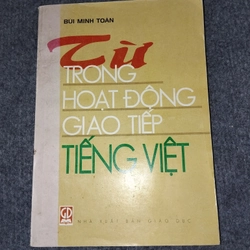 BÙI MINH TOÁN
Từ
TRONG
HOẠT ĐỘNG
GIAO TIẾP
TIẾNG VIỆT
NHÀ XUẤT BẢN GIÁO DỤC